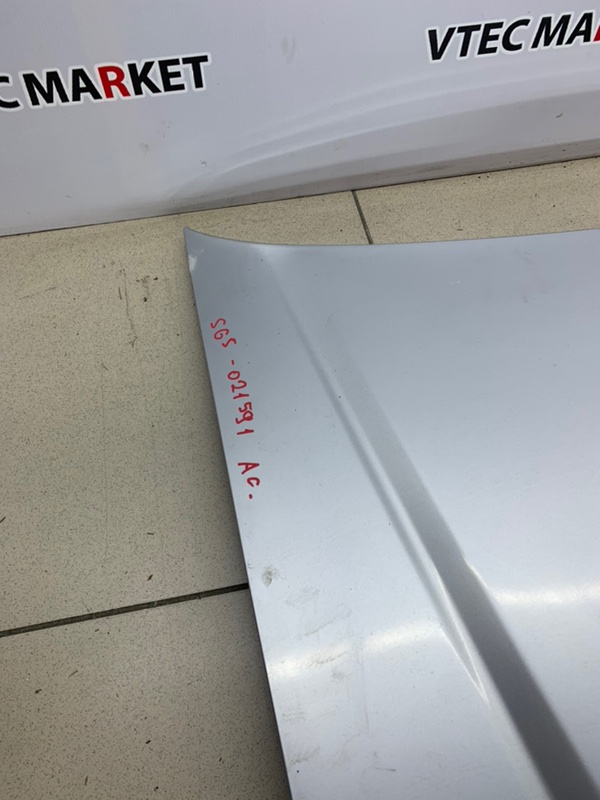 C MARKET
VTEC MA
SGS - 021591 AC.